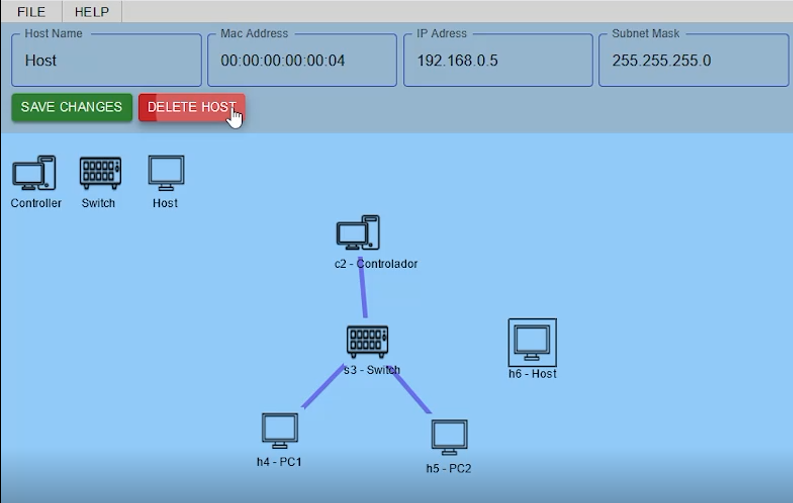 FILE HELP
Host Name Mac Address IP Adress Subnet Mask
Host 00:00:00:00:00:04 192.168.0.5 255.255.255.0
SAVE CHANGES DELETE HOST
Controller Switch Host
c2 - Controlador
s3 - Switch
h6 - Host
h4 - PC1
h5 - PC2